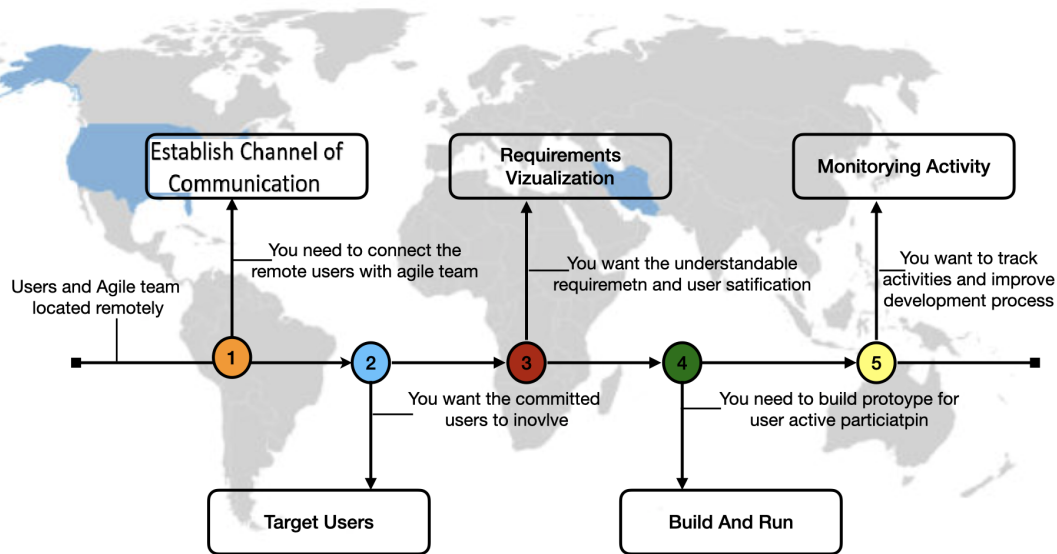 Establish Channel of
Communication
Requirements
Vizualization
Monitorying Activity
You need to connect the
remote users with agile team
You want the understandable
requiremetn and user satification
You want to track
activities and improve
development process
Users and Agile team
located remotely
1
2
3
4
5
You want the committed
users to inovlve
You need to build protoype for
user active particiatpin
Target Users
Build And Run